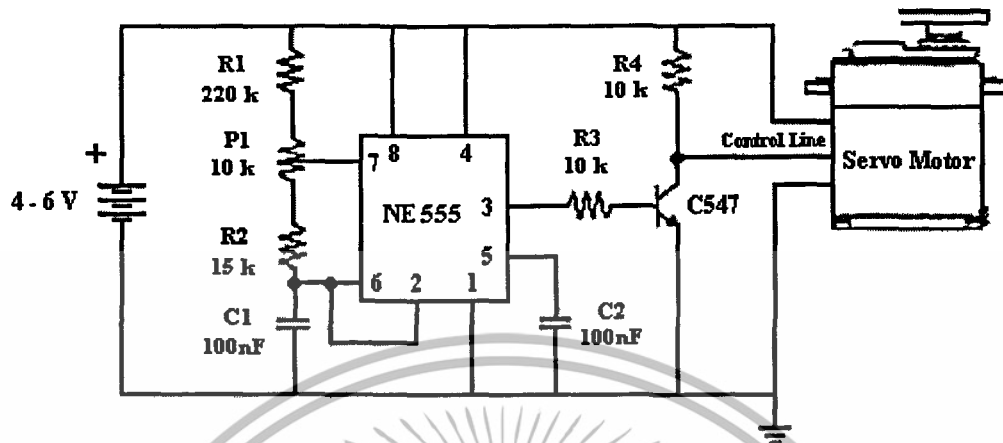 R1
220 k
P1
10 k
R2
15 k
C1
100nF
+
4 - 6 V
8
4
7
NE 555
3
5
6
2
1
R3
10 k
R4
10 k
C547
C2
100nF
Control Line
Servo Motor